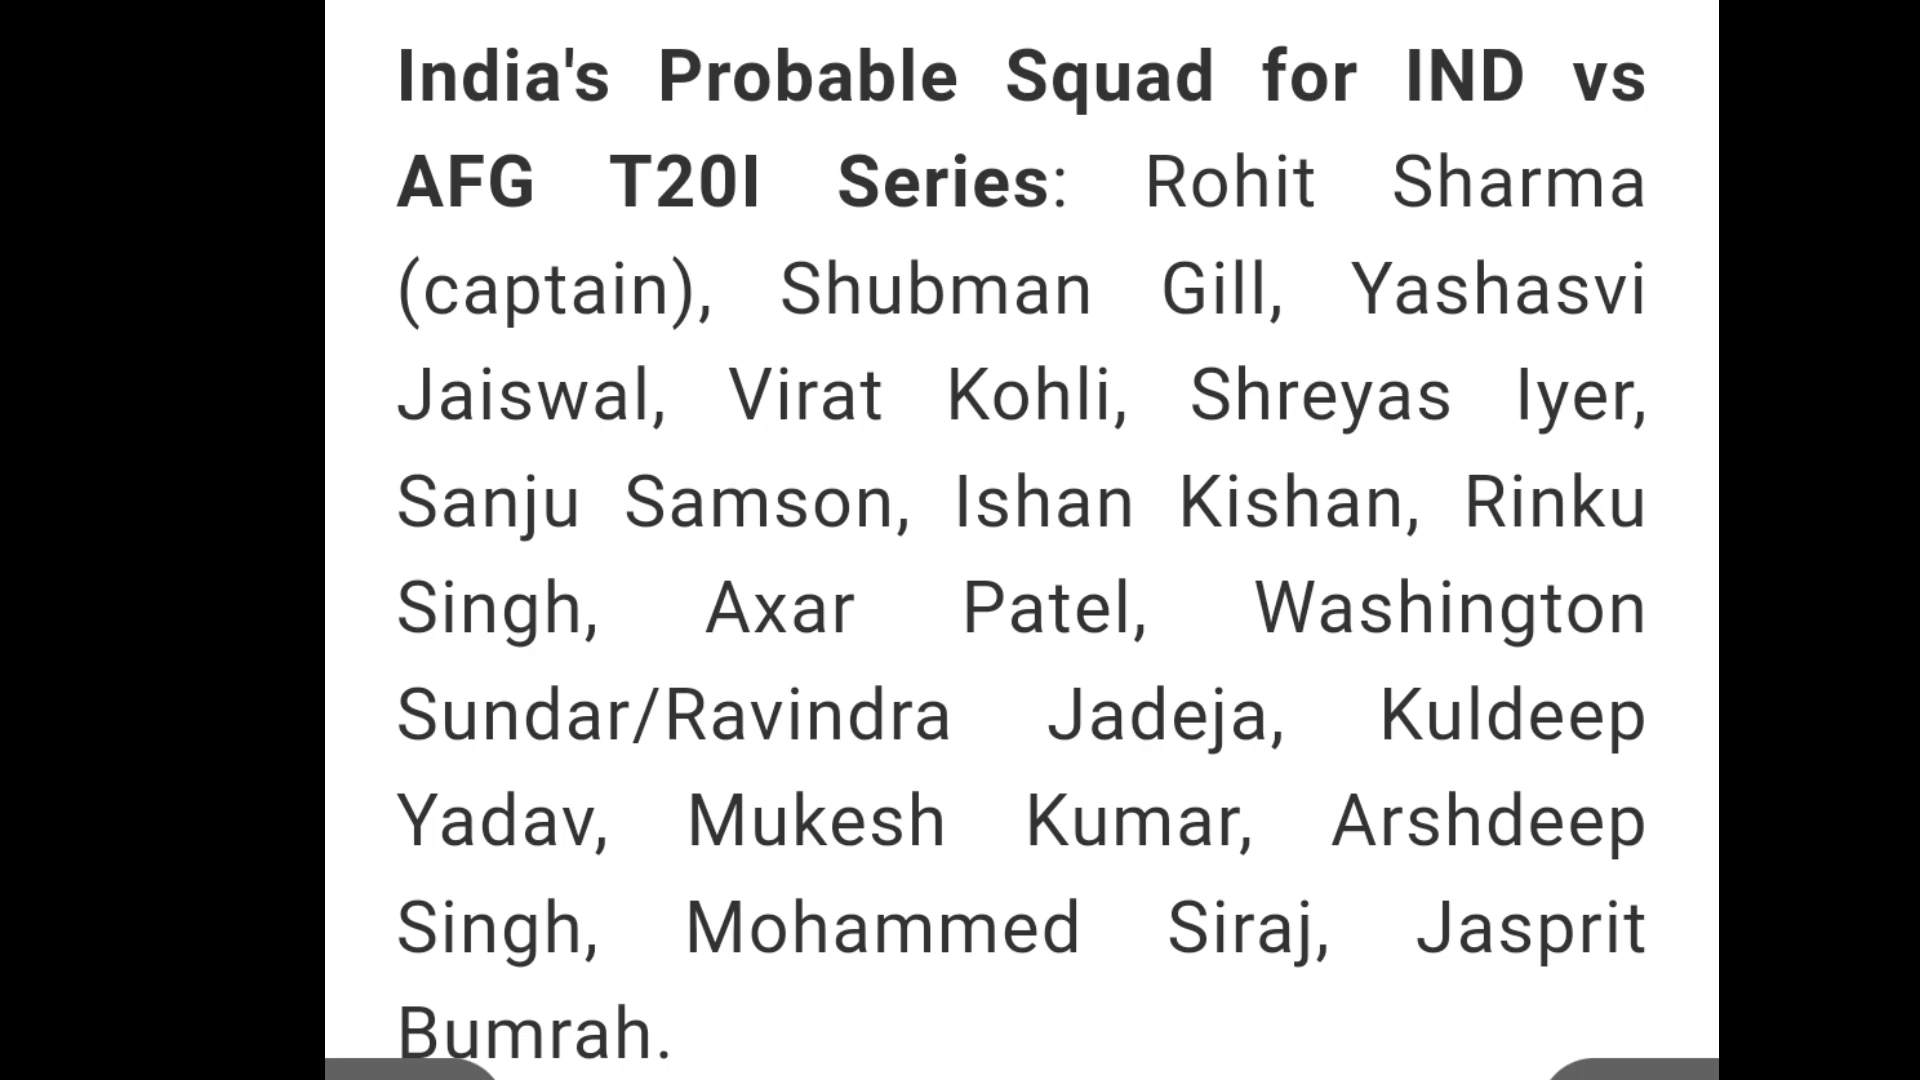 India's Probable Squad for IND vs
AFG T20I Series: Rohit Sharma
(captain), Shubman Gill, Yashasvi
Jaiswal, Virat Kohli, Shreyas Iyer,
Sanju Samson, Ishan Kishan, Rinku
Singh, Axar Patel, Washington
Sundar/Ravindra Jadeja, Kuldeep
Yadav, Mukesh Kumar, Arshdeep
Singh, Mohammed Siraj, Jasprit
Bumrah.